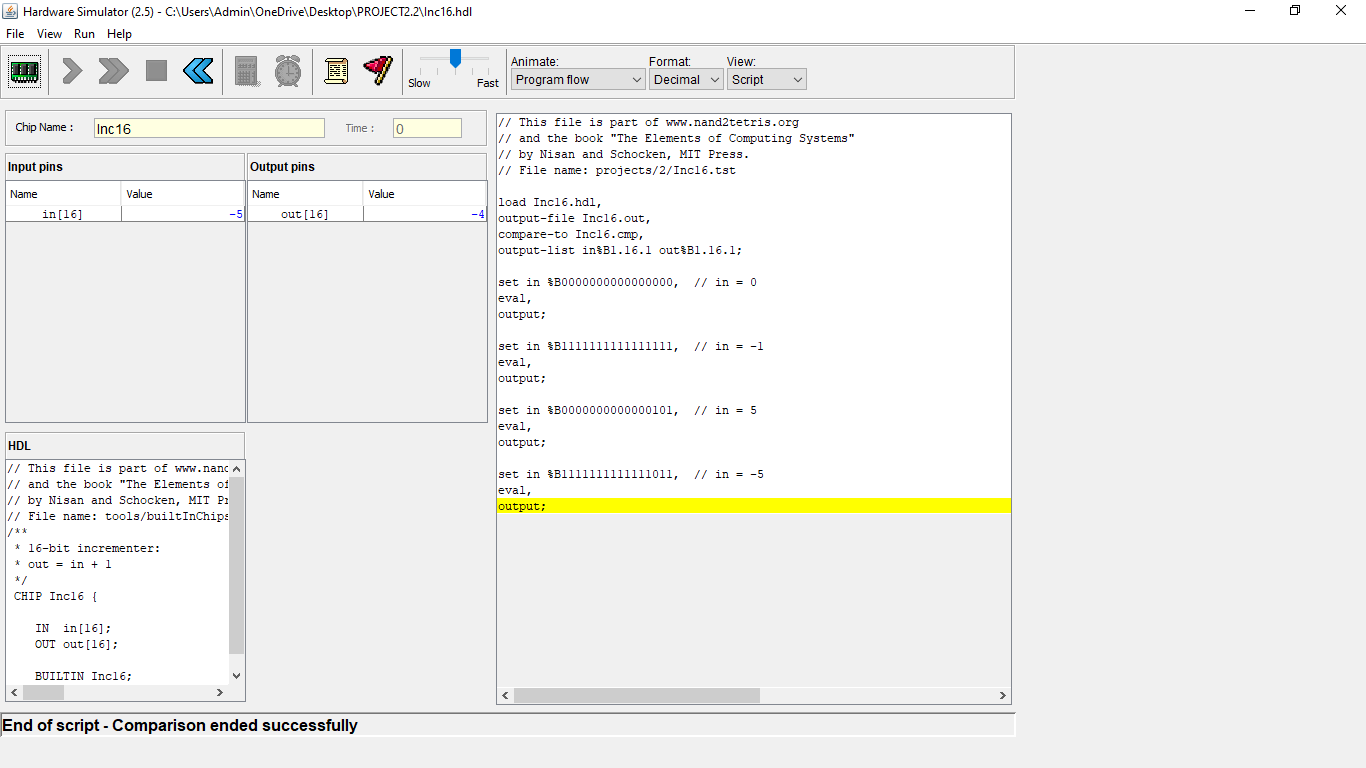 Hardware Simulator (2.5) - C:\Users\Admin\OneDrive\Desktop\PROJECT2.2\Inc16.hdl
File View Run Help
Slow Fast
Animate: Format: View:
Program flow Decimal Script
Chip Name : Inc16 Time : 0
Input pins
Name Value
in[16] -5
Output pins
Name Value
out[16] -4
HDL
// This file is part of www.nand
// and the book "The Elements of
// by Nisan and Schocken, MIT Pr
// File name: tools/builtInChips
/**
* 16-bit incrementer:
* out = in + 1
*/
CHIP Inc16 {
IN in[16];
OUT out[16];
BUILTIN Inc16;
// This file is part of www.nand2tetris.org
// and the book "The Elements of Computing Systems"
// by Nisan and Schocken, MIT Press.
// File name: projects/2/Inc16.tst
load Inc16.hdl,
output-file Inc16.out,
compare-to Inc16.cmp,
output-list in%B1.16.1 out%B1.16.1;
set in %B0000000000000000, // in = 0
eval,
output;
set in %B1111111111111111, // in = -1
eval,
output;
set in %B0000000000000101, // in = 5
eval,
output;
set in %B1111111111111011, // in = -5
eval,
output;
End of script - Comparison ended successfully